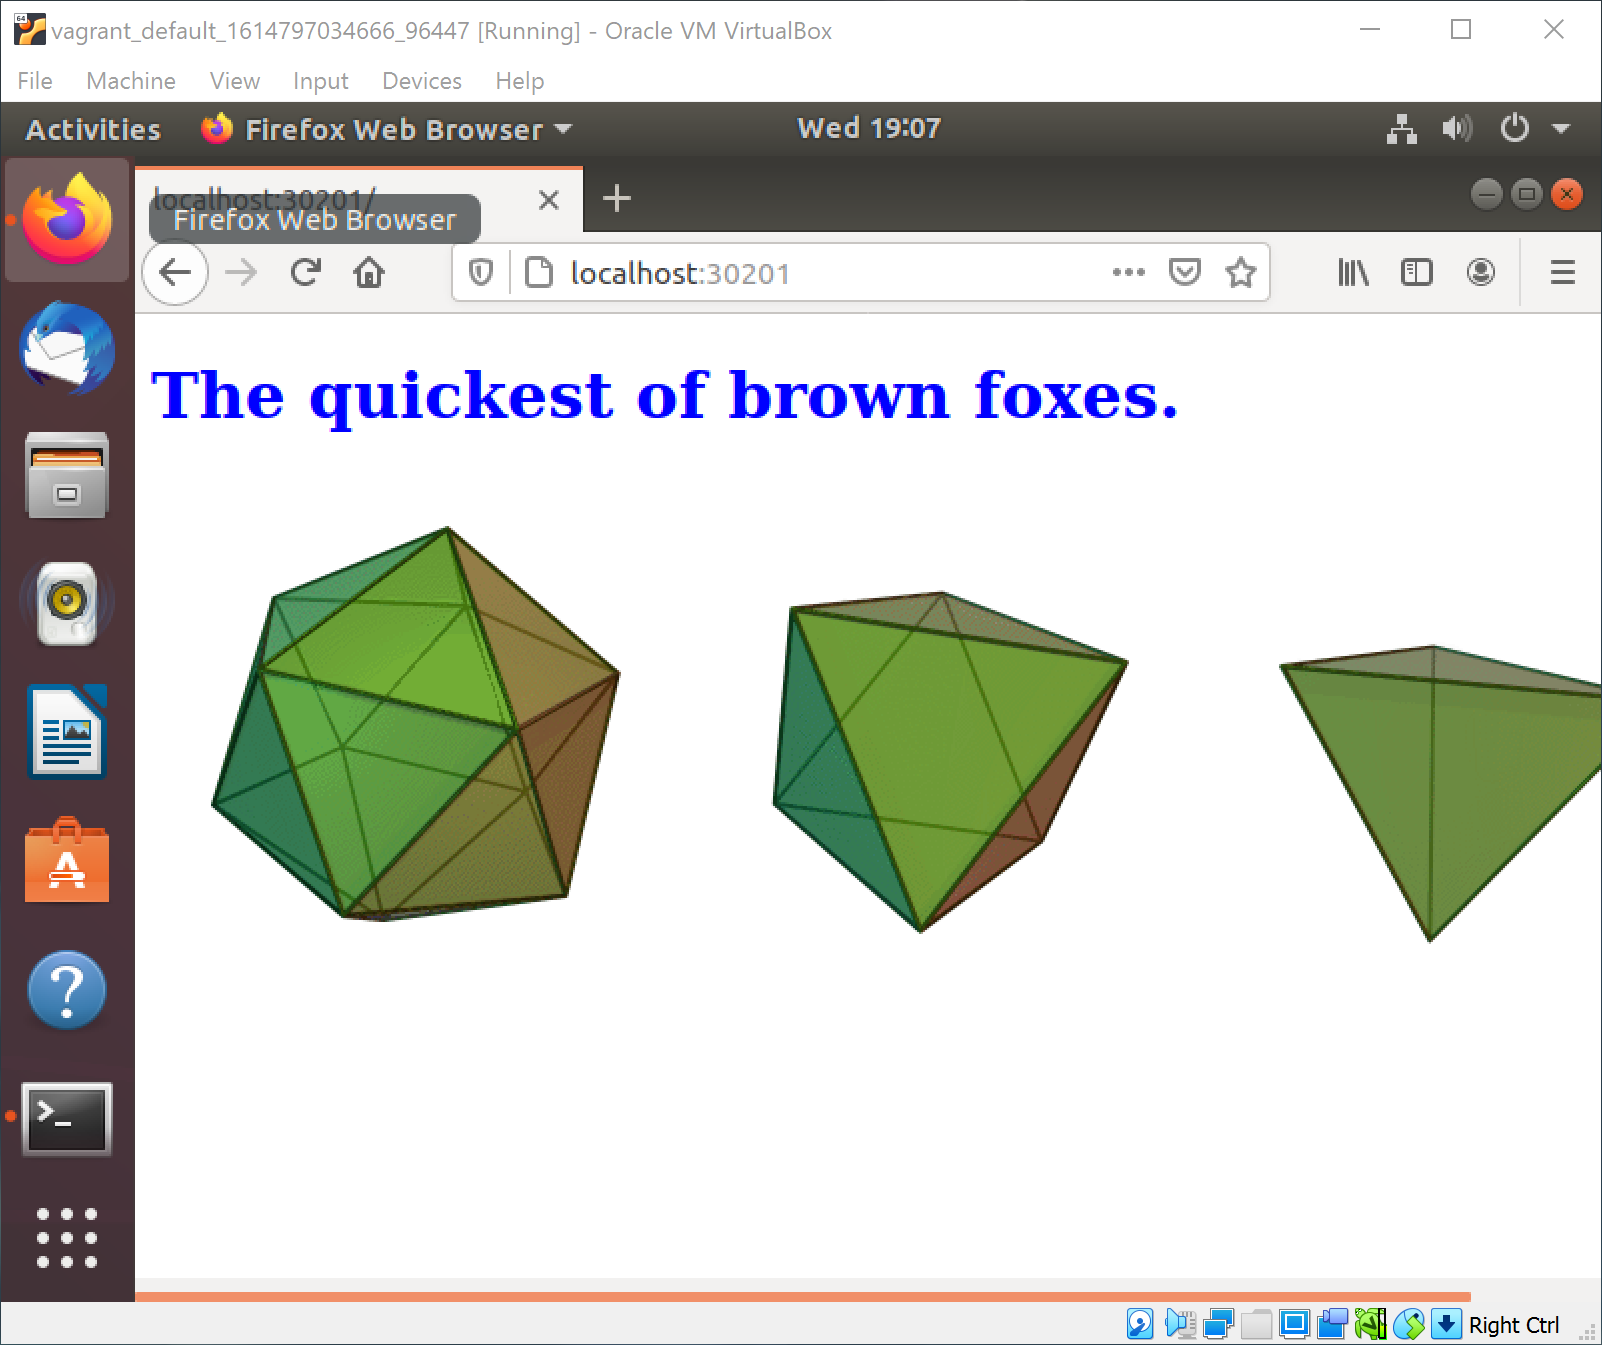 vagrant_default_1614797034666_96447 [Running] - Oracle VM VirtualBox
File Machine View Input Devices Help
Activities Firefox Web Browser Wed 19:07
localhost:30201/
Firefox Web Browser
localhost:30201
The quickest of brown foxes.
Right Ctrl